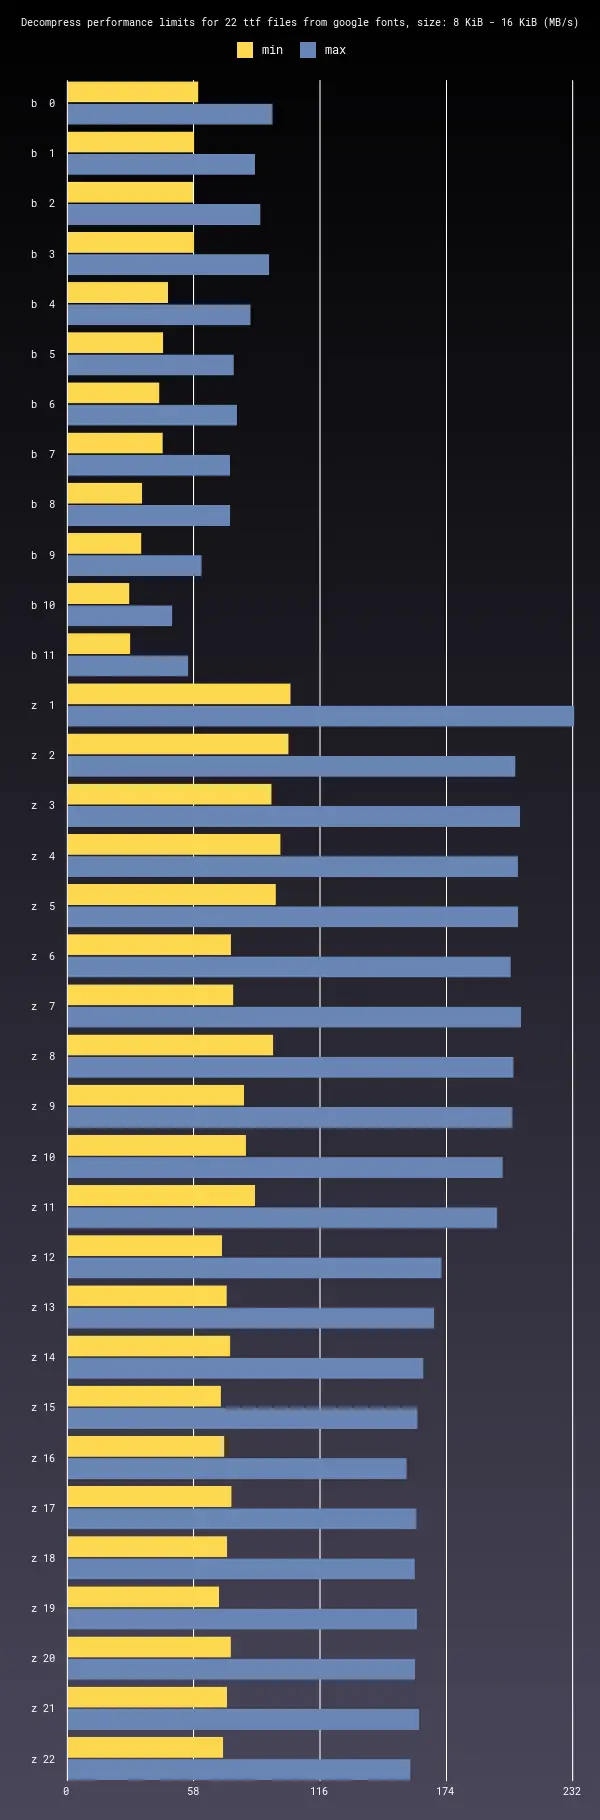 Decompress performance limits for 22 ttf files from google fonts, size: 8 KiB - 16 KiB (MB/s)
min max
b 0
b 1
b 2
b 3
b 4
b 5
b 6
b 7
b 8
b 9
b 10
b 11
z 1
z 2
z 3
z 4
z 5
z 6
z 7
z 8
z 9
z 10
z 11
z 12
z 13
z 14
z 15
z 16
z 17
z 18
z 19
z 20
z 21
z 22
0 58 116 174 232